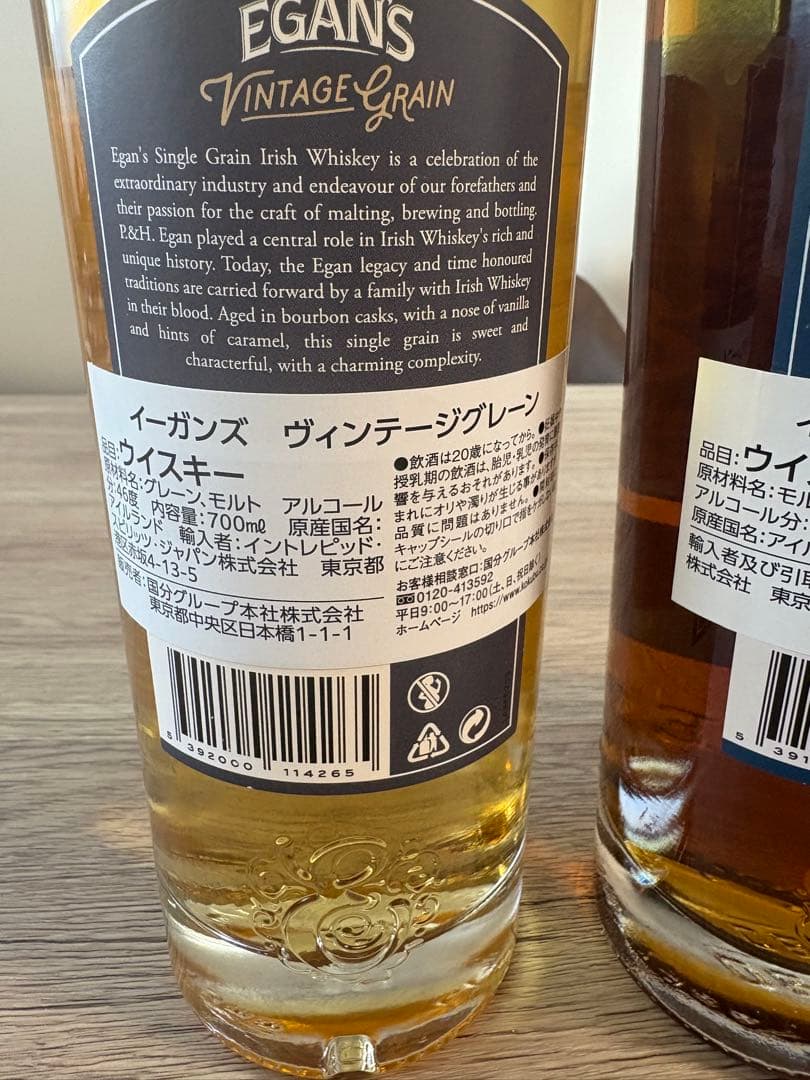 EGAN'S
VINTAGE GRAIN
Egan's Single Grain Irish Whiskey is a celebration of the
extraordinary industry and endeavour of our forefathers and
their passion for the craft of malting, brewing and bottling.
P.&H. Egan played a central role in Irish Whiskey's rich and
unique history. Today, the Egan legacy and time honoured
traditions are carried forward by a family with Irish Whiskey
in their blood. Aged in bourbon casks, with a nose of vanilla
and hints of caramel, this single grain is sweet and
characterful, with a charming complexity.
イーガンズ ヴィンテージグレーン
品目:ウイスキー
原材料名:グレーン、モルト アルコール
分:46度 内容量:700mℓ 原産国名:
アイルランド 輸入者:イントレピッド・
スピリッツ・ジャパン株式会社 東京都
港区赤坂4-13-5
販売者:国分グループ本社株式会社
東京都中央区日本橋1-1-1
●飲酒は20歳になってから。
授乳期の飲酒は、胎児・乳児の発育に
響を与えるおそれがあります。
まれにオリや濁りが生じる事が
品質に問題はありません。
キャップシールの切り口で指を
にご注意ください。
お客様相談窓口:国分グループ本社
0120-413592
平日9:00〜17:00(土、日、祝日除く)
ホームページ https://www.kokubu.co
5 392000 114265
EGAN'S
品目:ウイ
原材料名:モ
アルコール分
原産国名:アイ
輸入者及び引取
株式会社 東京
5 391